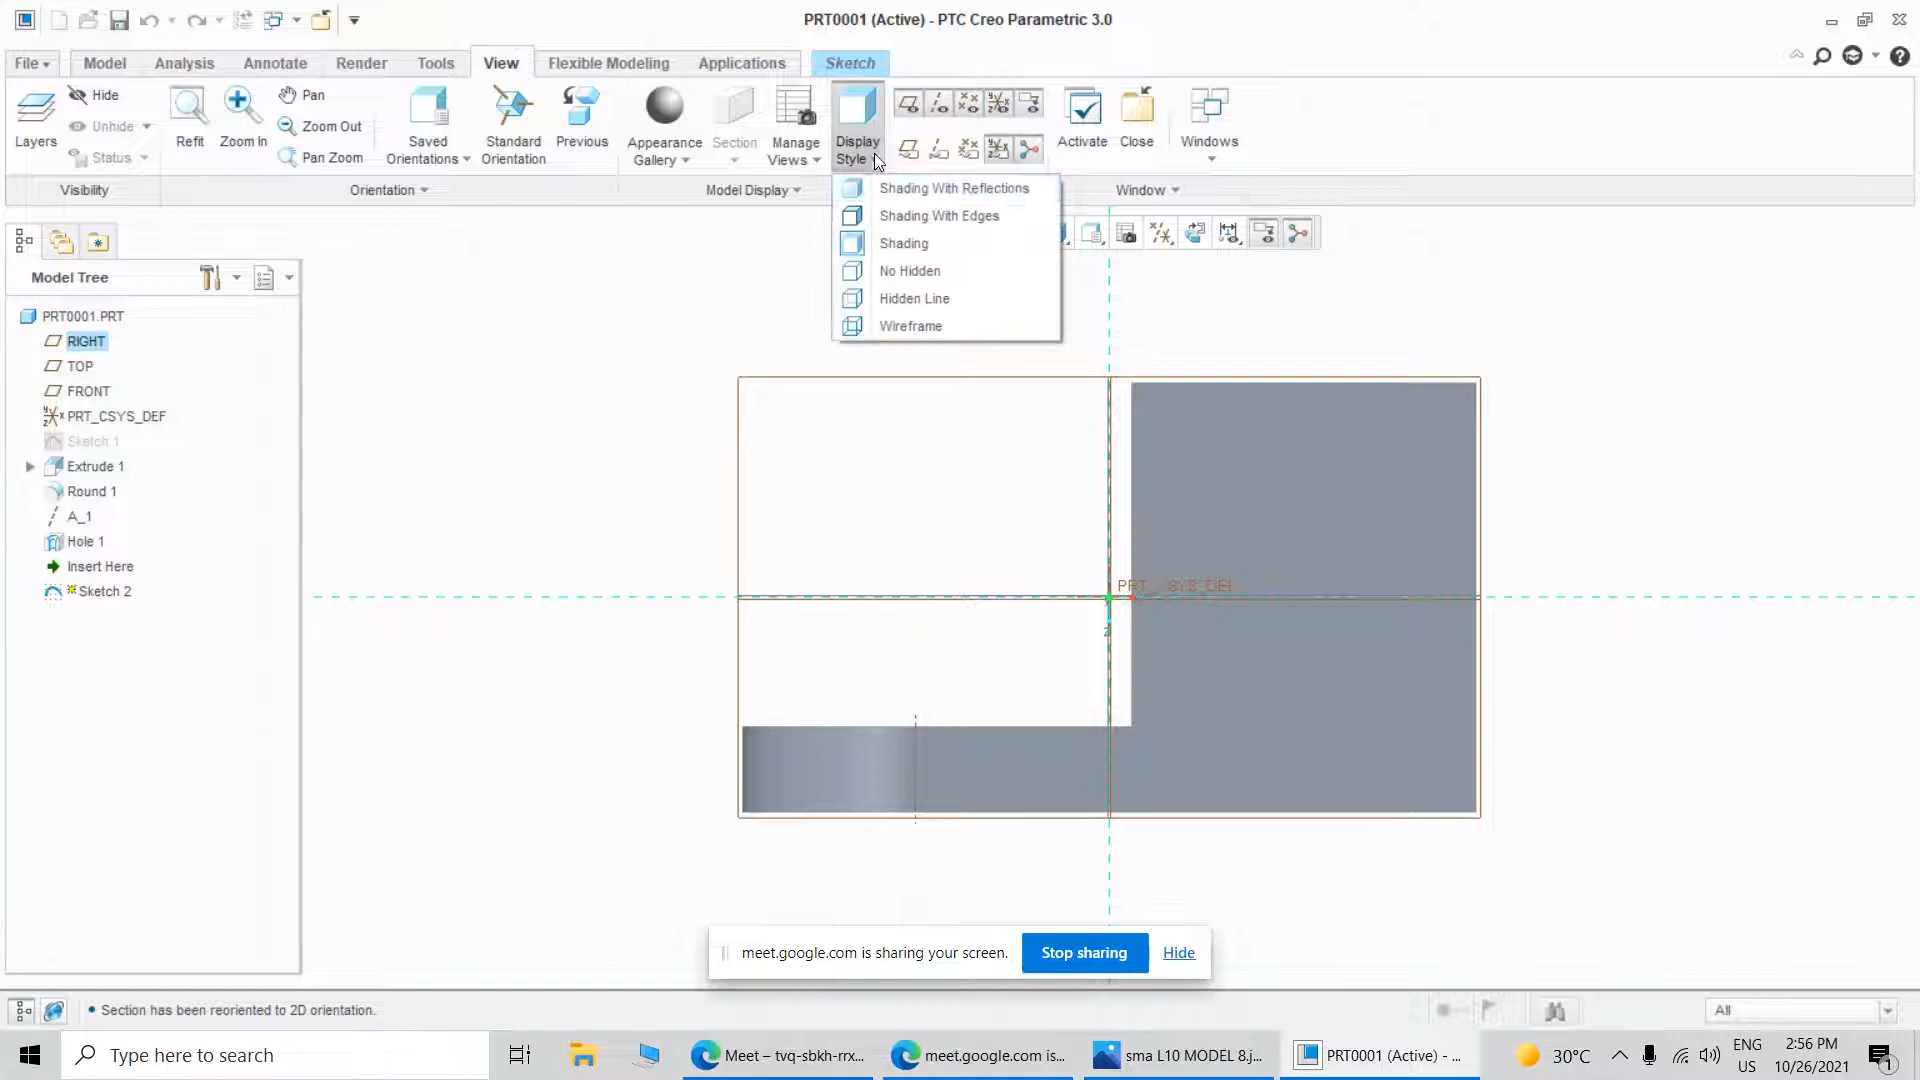 PRT0001 (Active) - PTC Creo Parametric 3.0
File
Model
Analysis
Annotate
Render
Tools
View
Flexible Modeling
Applications
Sketch
Layers
Hide
Unhide
Status
Visibility
Refit
Zoom In
Pan
Zoom Out
Pan Zoom
Saved
Orientations
Standard
Orientation
Previous
Orientation
Appearance
Gallery
Section
Manage
Views
Model Display
Display
Style
Activate
Close
Windows
Window
Shading With Reflections
Shading With Edges
Shading
No Hidden
Hidden Line
Wireframe
Model Tree
PRT0001.PRT
RIGHT
TOP
FRONT
PRT_CSYS_DEF
Sketch 1
Extrude 1
Round 1
A_1
Hole 1
Insert Here
Sketch 2
meet.google.com is sharing your screen.
Stop sharing
Hide
• Section has been reoriented to 2D orientation.
All
Type here to search
Meet – tvq-sbkh-rrx...
meet.google.com is...
sma L10 MODEL 8.j...
PRT0001 (Active) - ...
30°C
ENG
US
2:56 PM
10/26/2021
1